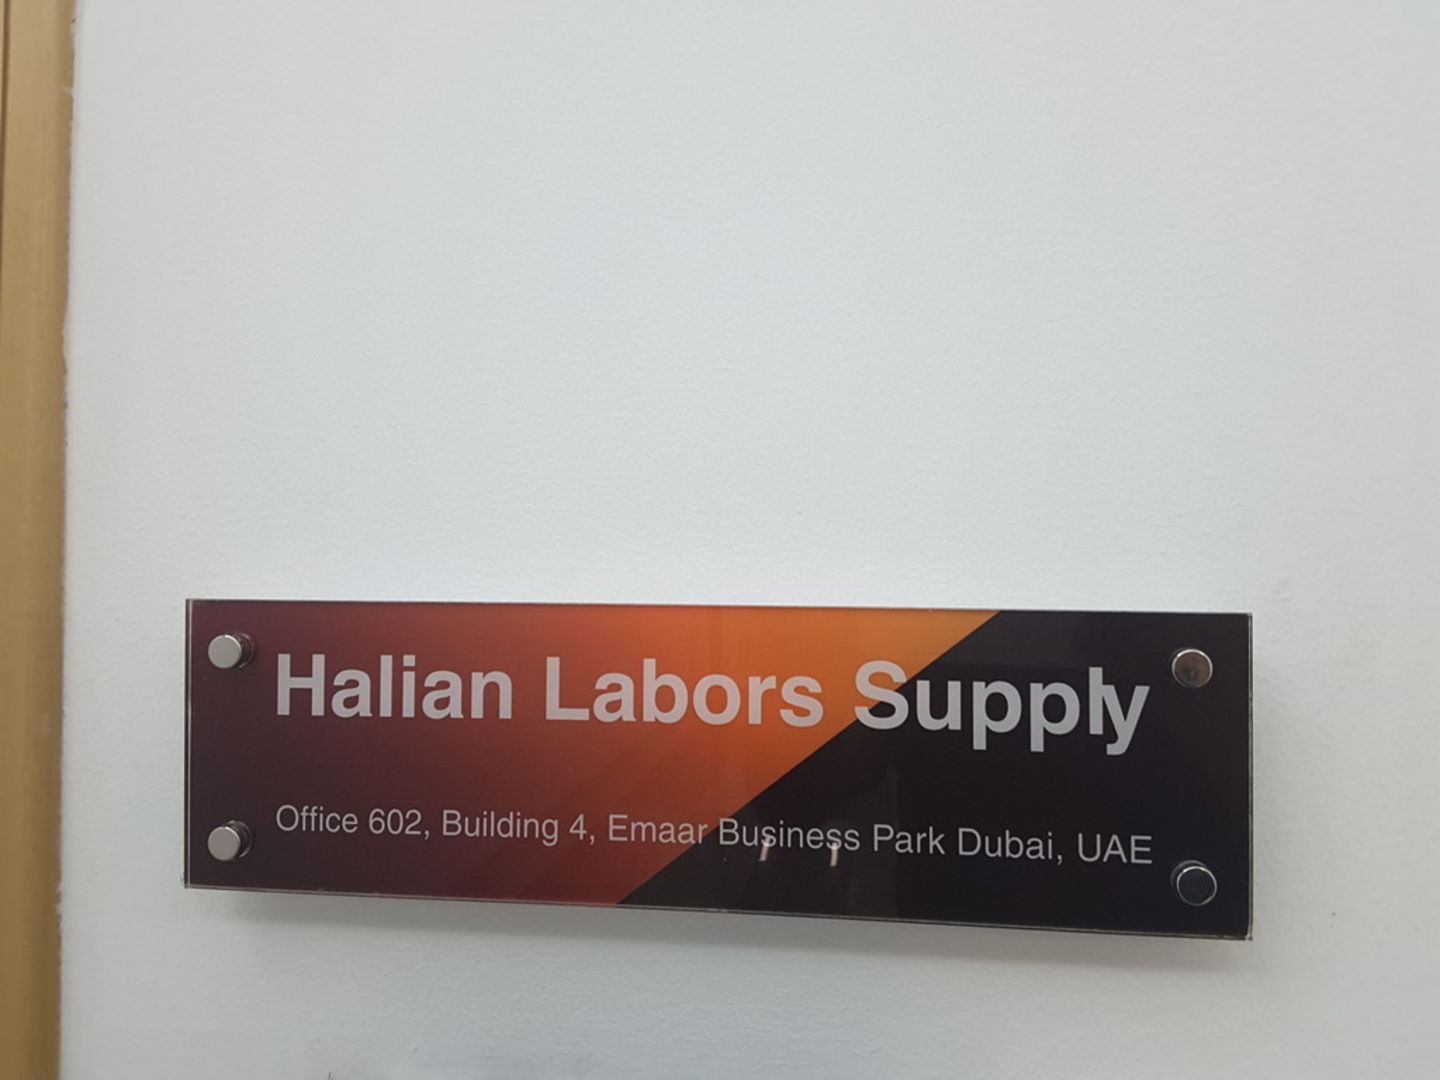 Halian Labors Supply
Office 602, Building 4, Emaar Business Park Dubai, UAE